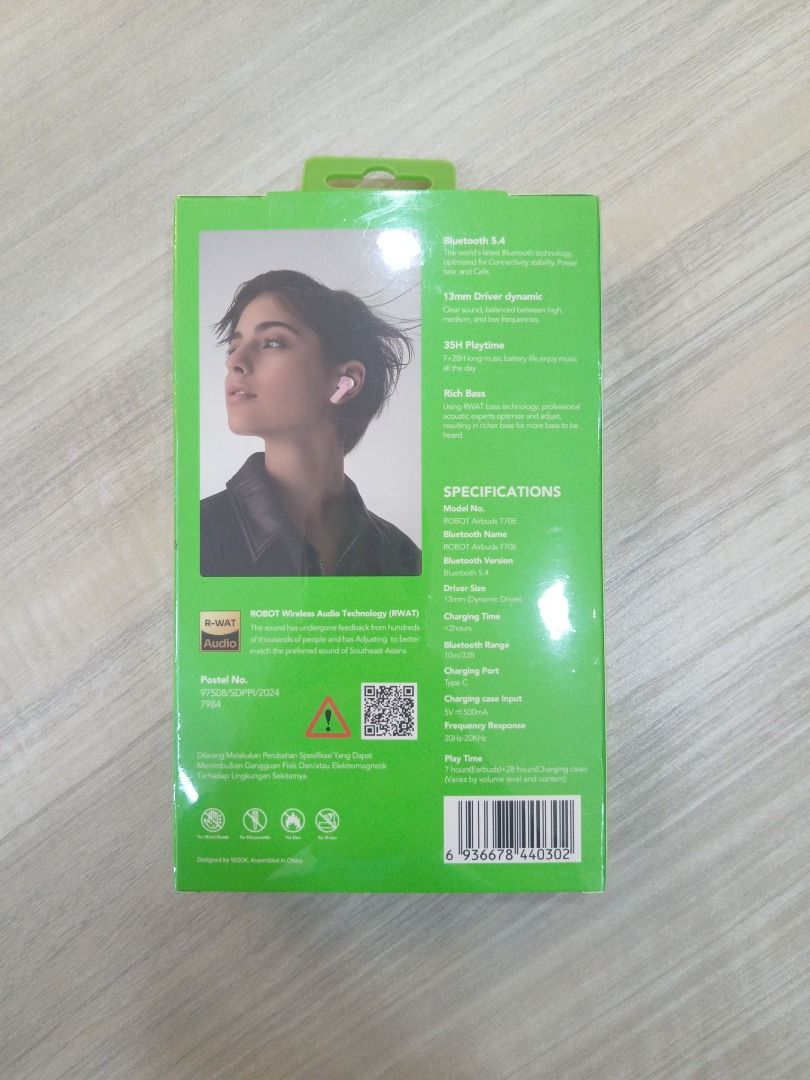 Bluetooth 5.4
The world's latest Bluetooth technology,
optimized for Connectivity stability, Power
rate, and Calls
13mm Driver dynamic
Clear sound, balanced between high,
medium, and low frequencies
35H Playtime
7+28H long music battery life,enjoy music
all the day
Rich Bass
Using RWAT bass technology, professional
acoustic experts optimize and adjust,
resulting in richer bass for more bass to be
heard.
SPECIFICATIONS
Model No.
ROBOT Airbuds T70E
Bluetooth Name
ROBOT Airbuds T70E
Bluetooth Version
Bluetooth 5.4
Driver Size
13mm (Dynamic Driver)
Charging Time
<2hours
Bluetooth Range
10m/33ft
Charging Port
Type C
Charging case Input
5V⎓500mA
Frequency Response
20Hz-20KHz
Play Time
7 hours(Earbuds)+28 hours(Charging case)
(Varies by volume level and content)
6 936678 440302
R-WAT
Audio
ROBOT Wireless Audio Technology (RWAT)
The sound has undergone feedback from hundreds
of thousands of people and has Adjusting to better
match the preferred sound of Southeast Asians
Postel No.
97508/SDPPI/2024
7984
Dilarang Melakukan Perubahan Spesifikasi Yang Dapat
Menimbulkan Gangguan Fisik Dan/atau Elektromagnetik
Terhadap Lingkungan Sekitarnya
No Water
No Fire
No Disassemble
Designed by WOOK, Assembled in China